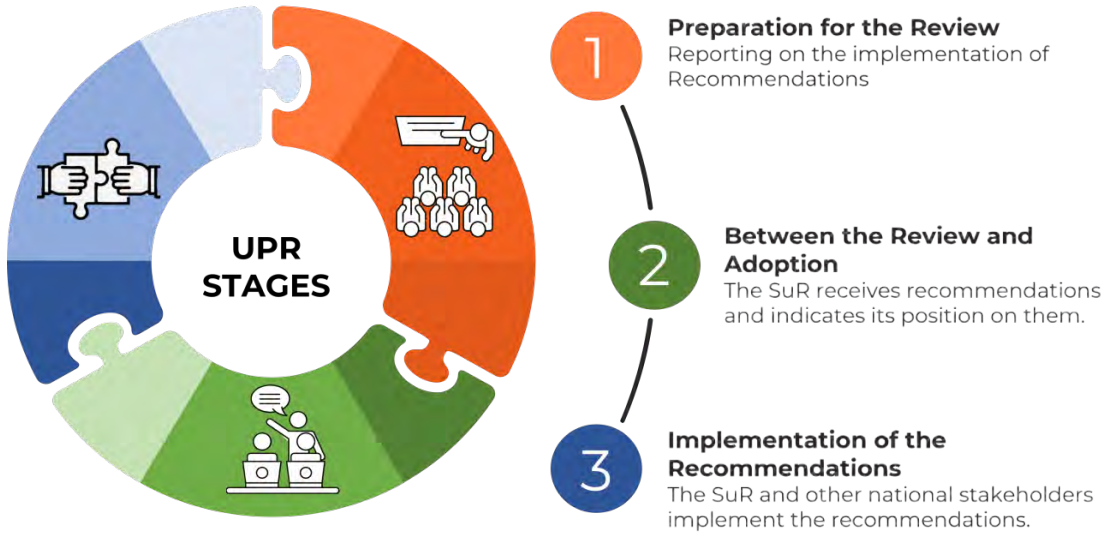 UPR
STAGES
1
Preparation for the Review
Reporting on the implementation of
Recommendations
2
Between the Review and
Adoption
The SuR receives recommendations
and indicates its position on them.
3
Implementation of the
Recommendations
The SuR and other national stakeholders
implement the recommendations.